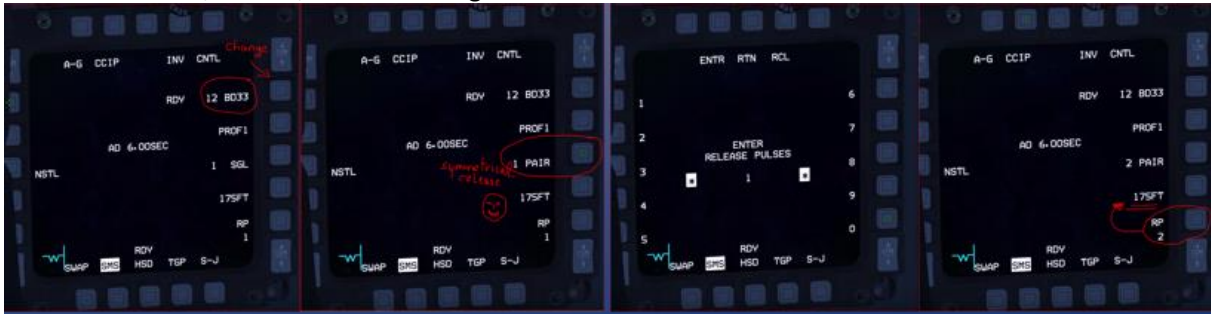 A-G CCIP INV CNTL
change
RDY 12 BD33
PROF1
AD 6.00SEC
1 SGL
NSTL
175FT
RP
1
RDY
SWAP SMS HSD TGP S-J
A-G CCIP INV CNTL
RDY 12 BD33
PROF1
AD 6.00SEC
1 PAIR
symmetrical
release
NSTL
175FT
RP
1
RDY
SWAP SMS HSD TGP S-J
ENTR RTN RCL
1 6
2 7
ENTER
RELEASE PULSES
3 * 1 * 8
4 9
5 0
RDY
SWAP SMS HSD TGP S-J
A-G CCIP INV CNTL
RDY 12 BD33
PROF1
AD 6.00SEC
2 PAIR
NSTL
175FT
RP
2
RDY
SWAP SMS HSD TGP S-J